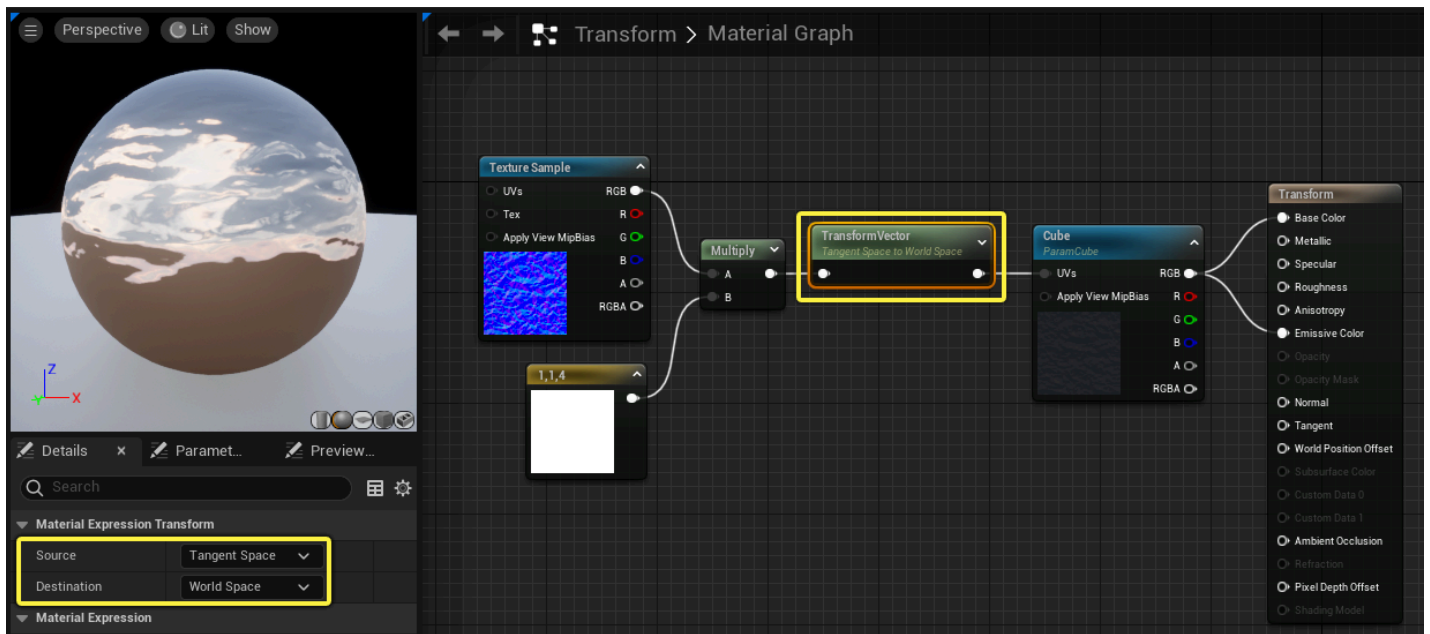 Perspective
Lit
Show
Z
Y
X
Details
×
Paramet...
Preview...
Search
Material Expression Transform
Source
Tangent Space
Destination
World Space
Material Expression
Transform > Material Graph
Texture Sample
UVs RGB
Tex R
Apply View MipBias G
B
A
RGBA
1,1,4
Multiply
A
B
TransformVector
Tangent Space to World Space
Cube
ParamCube
UVs RGB
Apply View MipBias R
G
B
A
RGBA
Transform
Base Color
Metallic
Specular
Roughness
Anisotropy
Emissive Color
Opacity
Opacity Mask
Normal
Tangent
World Position Offset
Subsurface Color
Custom Data 0
Custom Data 1
Ambient Occlusion
Refraction
Pixel Depth Offset
Shading Model